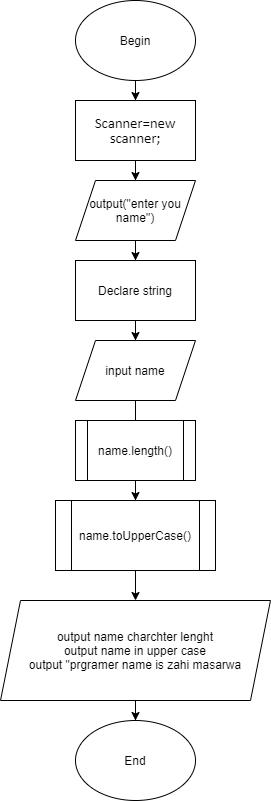 Begin
Scanner=new
scanner;
output("enter you
name")
Declare string
input name
name.length()
name.toUpperCase()
output name charchter lenght
output name in upper case
output "prgramer name is zahi masarwa
End